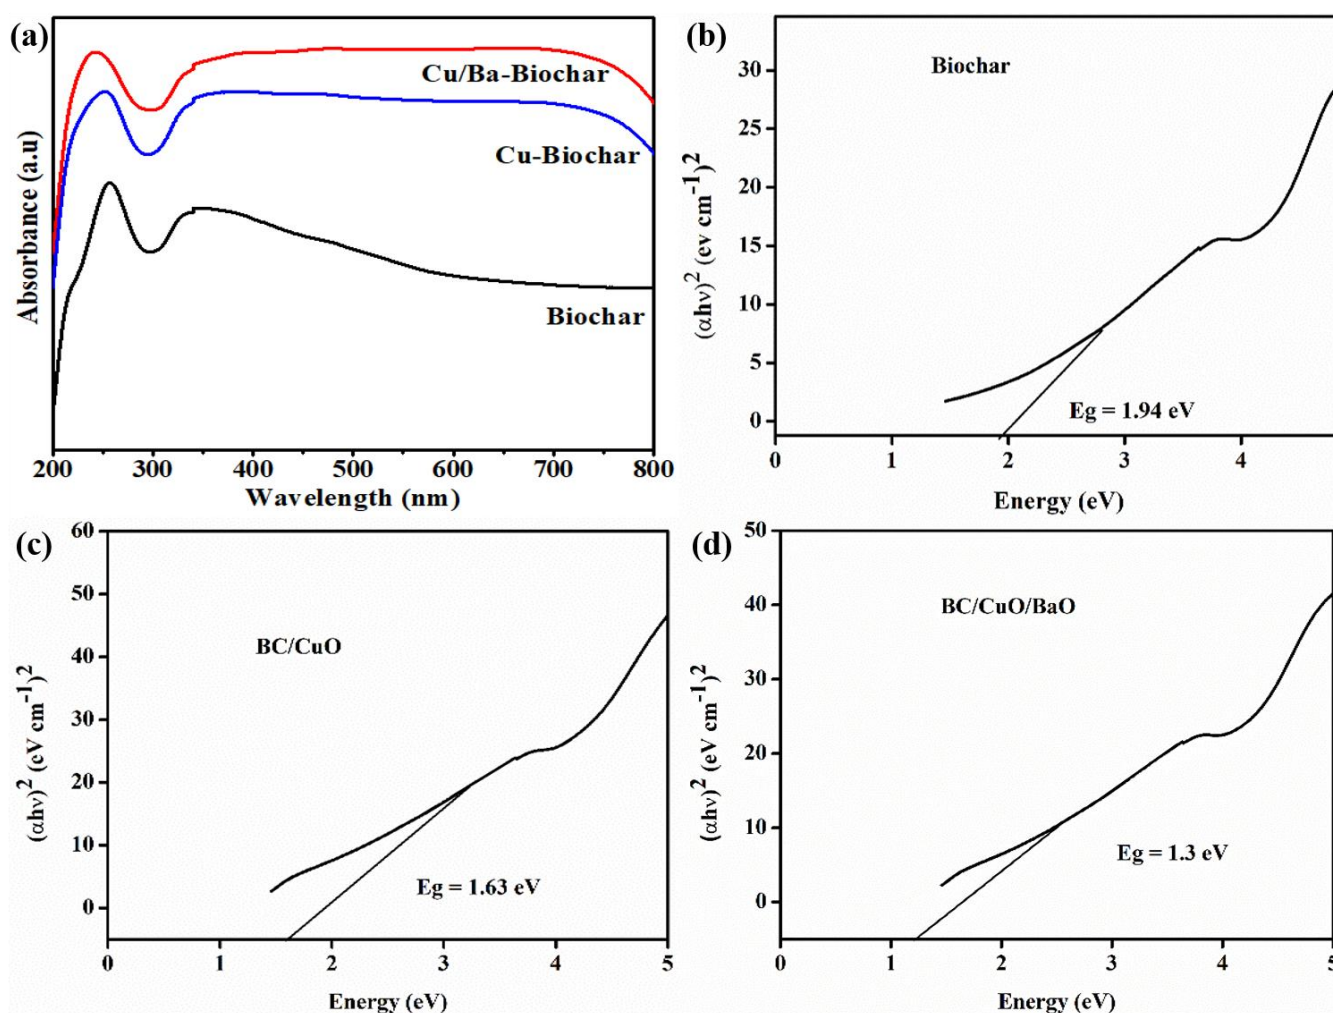 (a)
Cu/Ba-Biochar
Cu-Biochar
Biochar
Absorbance (a.u)
200 300 400 500 600 700 800
Wavelength (nm)
(b)
Biochar
(αhν)² (ev cm⁻¹)²
30
25
20
15
10
5
0
Eg = 1.94 eV
0 1 2 3 4
Energy (eV)
(c)
BC/CuO
(αhν)² (eV cm⁻¹)²
60
50
40
30
20
10
0
Eg = 1.63 eV
0 1 2 3 4 5
Energy (eV)
(d)
BC/CuO/BaO
(αhν)² (eV cm⁻¹)²
50
40
30
20
10
0
Eg = 1.3 eV
0 1 2 3 4 5
Energy (eV)